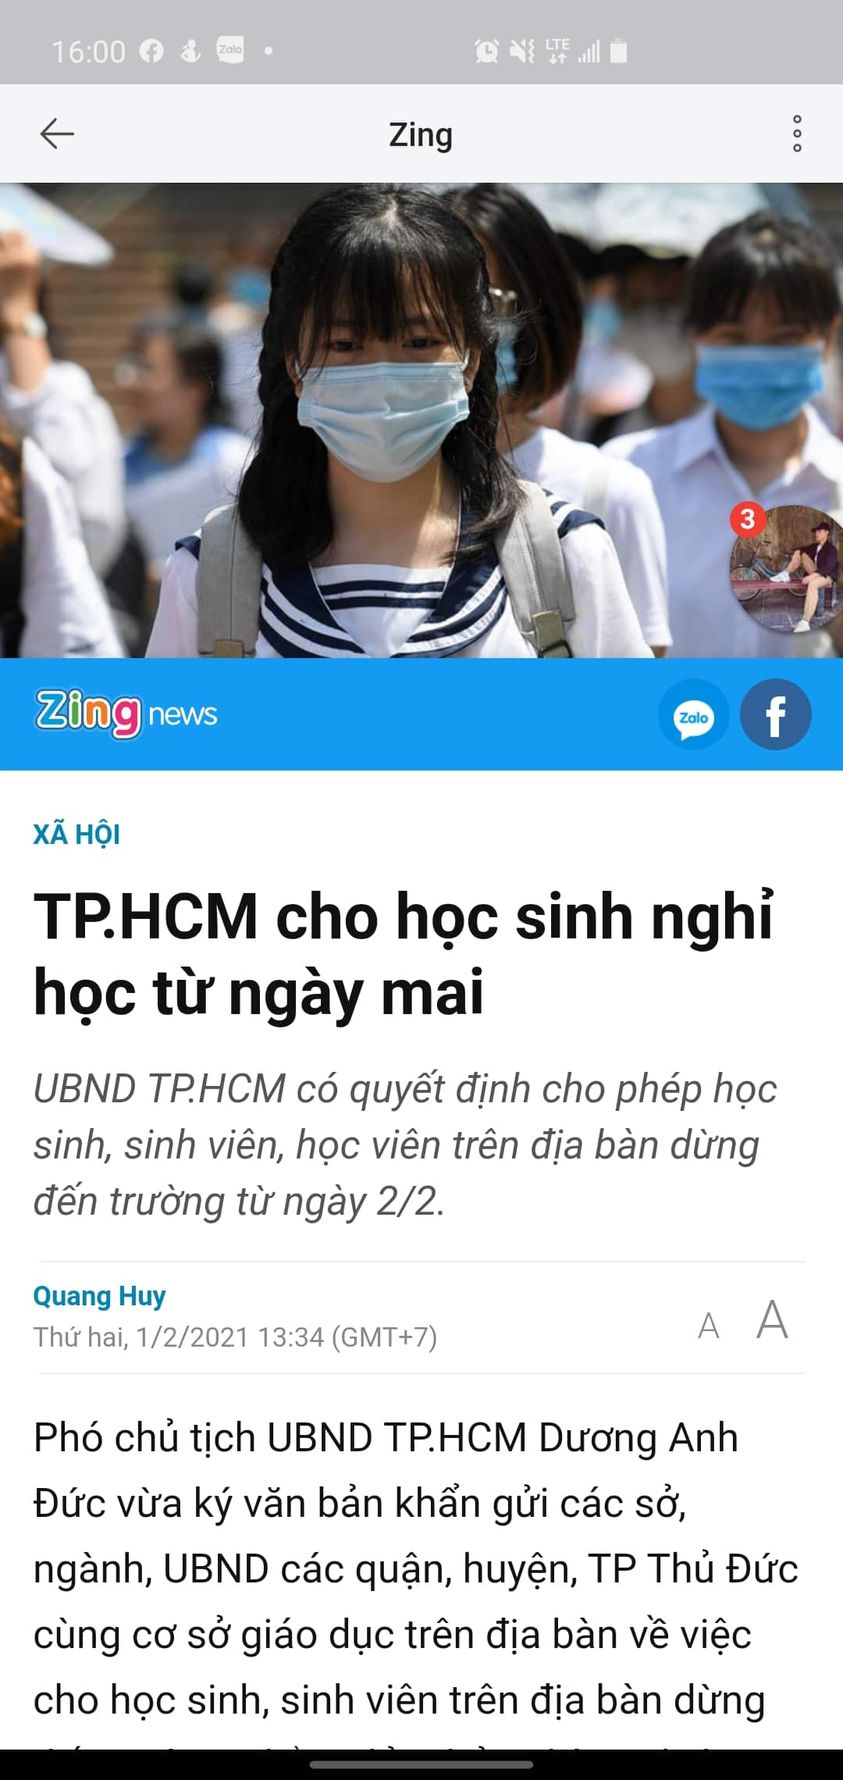 16:00
Zalo
LTE
Zing
3
Zing news
Zalo
f
XÃ HỘI
TP.HCM cho học sinh nghỉ
học từ ngày mai
UBND TP.HCM có quyết định cho phép học
sinh, sinh viên, học viên trên địa bàn dừng
đến trường từ ngày 2/2.
Quang Huy
Thứ hai, 1/2/2021 13:34 (GMT+7)
A A
Phó chủ tịch UBND TP.HCM Dương Anh
Đức vừa ký văn bản khẩn gửi các sở,
ngành, UBND các quận, huyện, TP Thủ Đức
cùng cơ sở giáo dục trên địa bàn về việc
cho học sinh, sinh viên trên địa bàn dừng